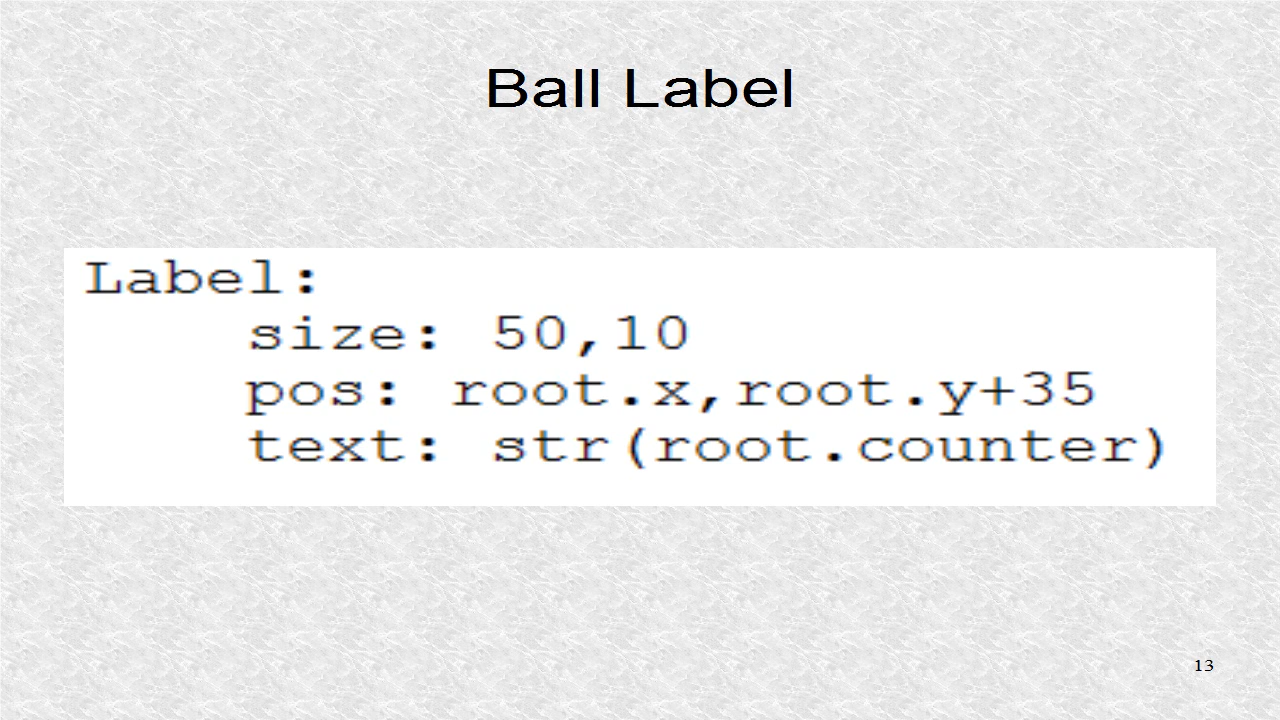 Ball Label
Label:
size: 50,10
pos: root.x,root.y+35
text: str(root.counter)
13